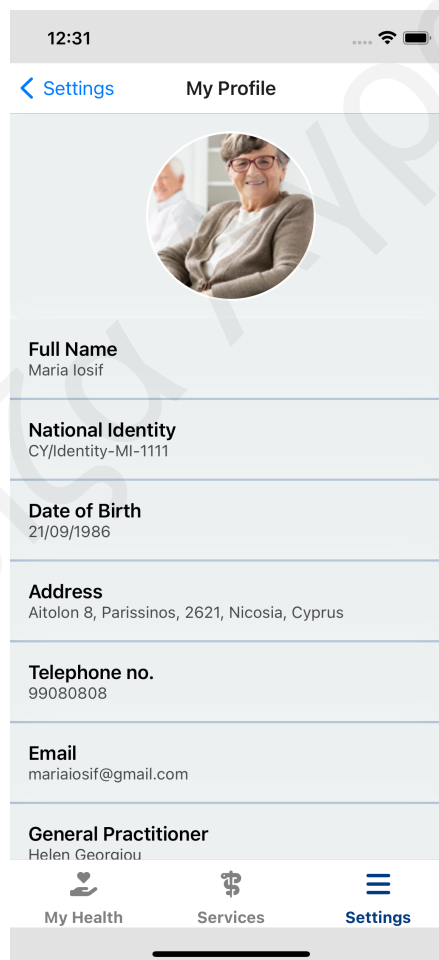 12:31
Settings
My Profile
Full Name
Maria Iosif
National Identity
CY/Identity-MI-1111
Date of Birth
21/09/1986
Address
Aitolon 8, Parissinos, 2621, Nicosia, Cyprus
Telephone no.
99080808
Email
mariaiosif@gmail.com
General Practitioner
Helen Georgiou
My Health
Services
Settings